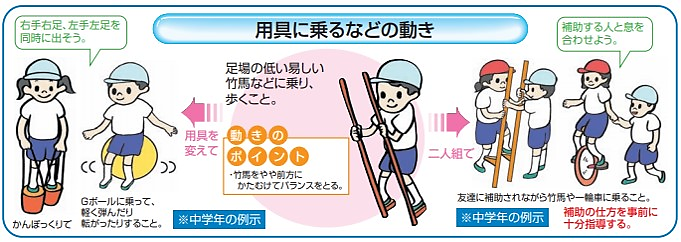 用具に乗るなどの動き
右手右足、左手左足を
同時に出そう。
補助する人と息を
合わせよう。
足場の低い易しい
竹馬などに乗り、
歩くこと。
用具を
変えて
動きの
ポイント
・竹馬をやや前方に
かたむけてバランスをとる。
二人組で
かんぽっくりで
Gボールに乗って、
軽く弾んだり
転がったりすること。
※中学年の例示
友達に補助されながら竹馬や一輪車に乗ること。
※中学年の例示
補助の仕方を事前に
十分指導する。